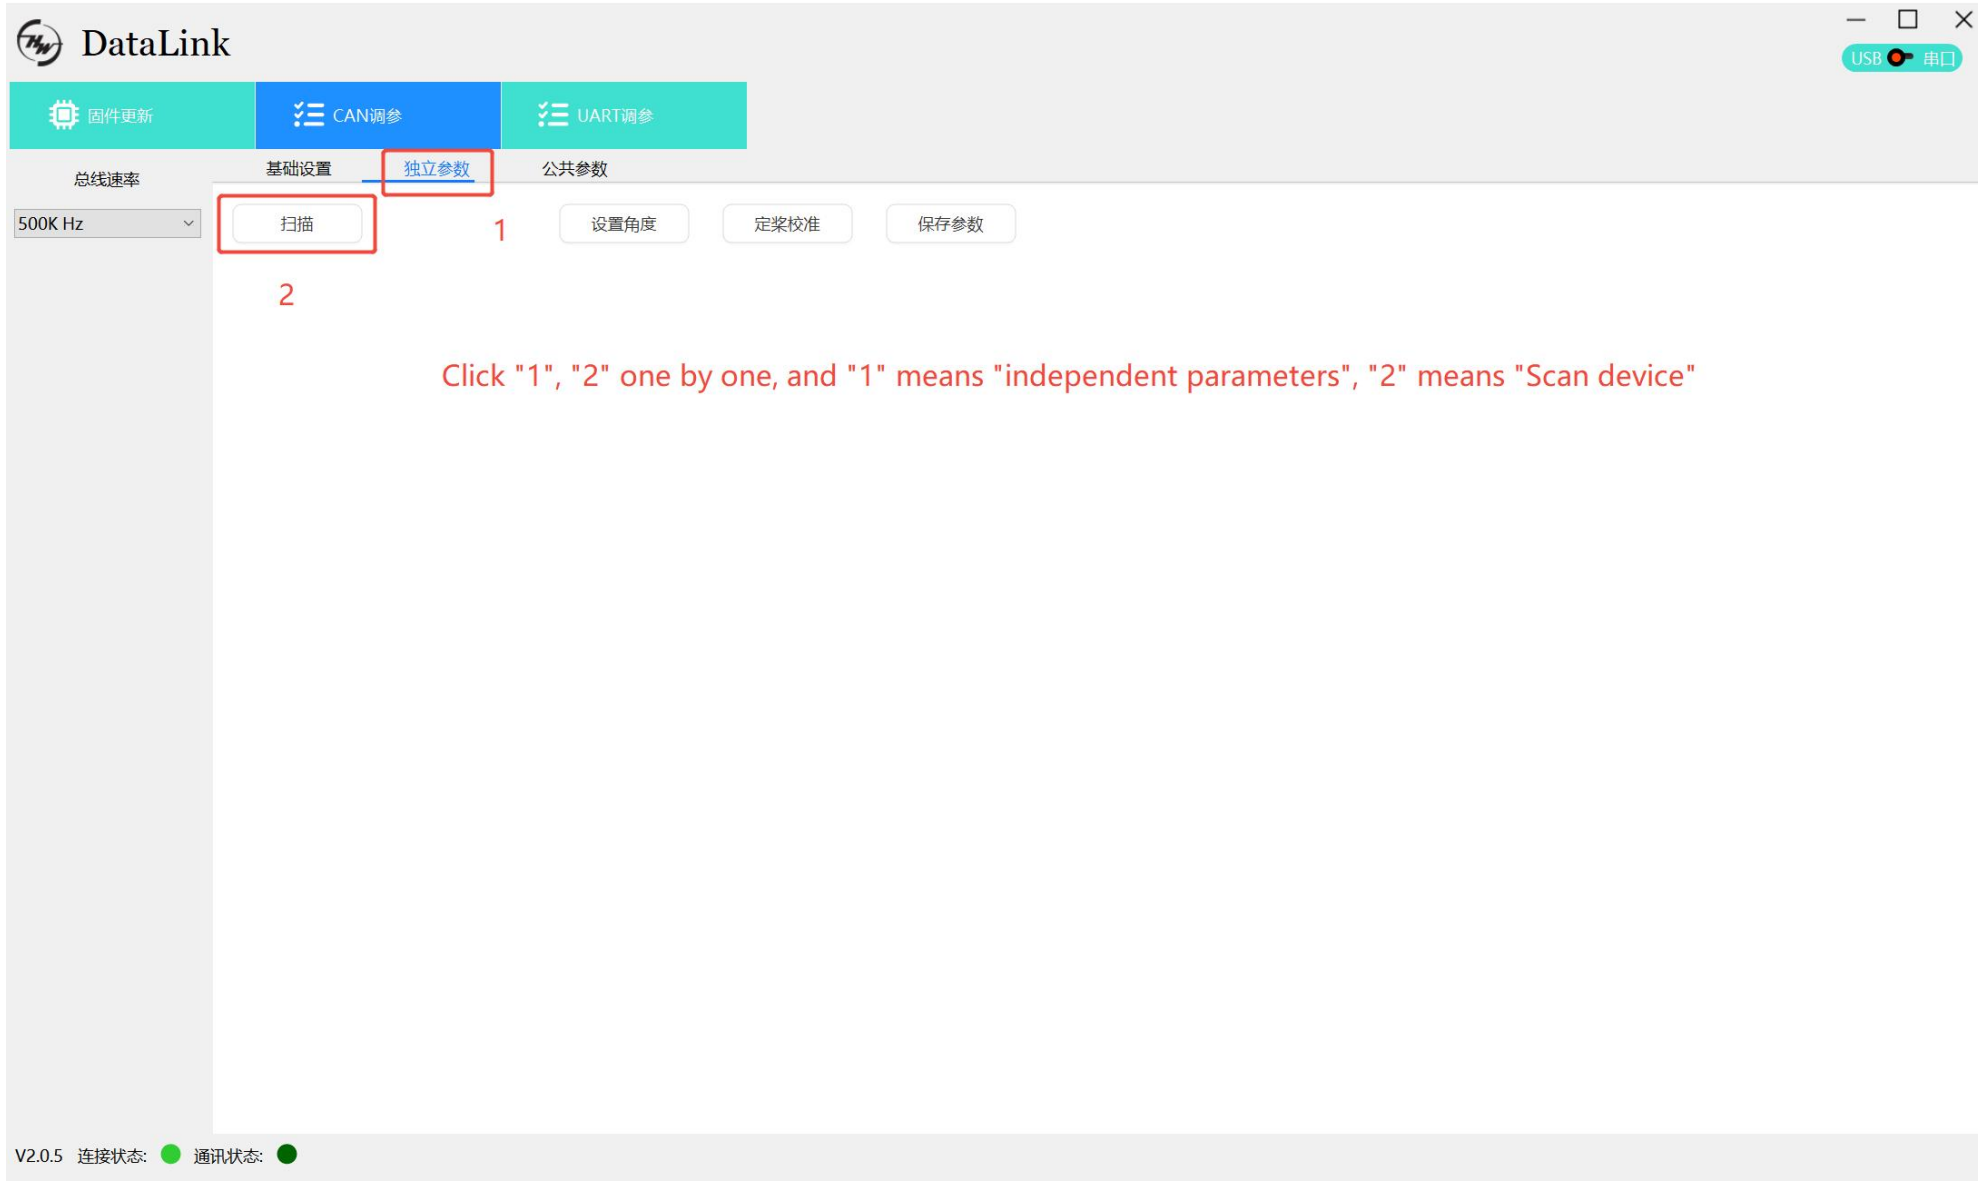 HW DataLink
USB 串口
固件更新 CAN调参 UART调参
总线速率 基础设置 独立参数 公共参数
500K Hz 扫描 1 设置角度 定桨校准 保存参数
2
Click "1", "2" one by one, and "1" means "independent parameters", "2" means "Scan device"
V2.0.5 连接状态: 通讯状态: